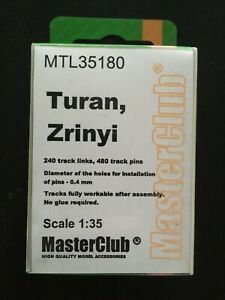 MTL35180
Turan,
Zrinyi
240 track links, 480 track pins
Diameter of the holes for installation
of pins - 0.4 mm
Tracks fully workable after assembly.
No glue required.
Scale 1:35
MasterClub®
HIGH QUALITY MODEL ACCESSORIES
MasterClub®